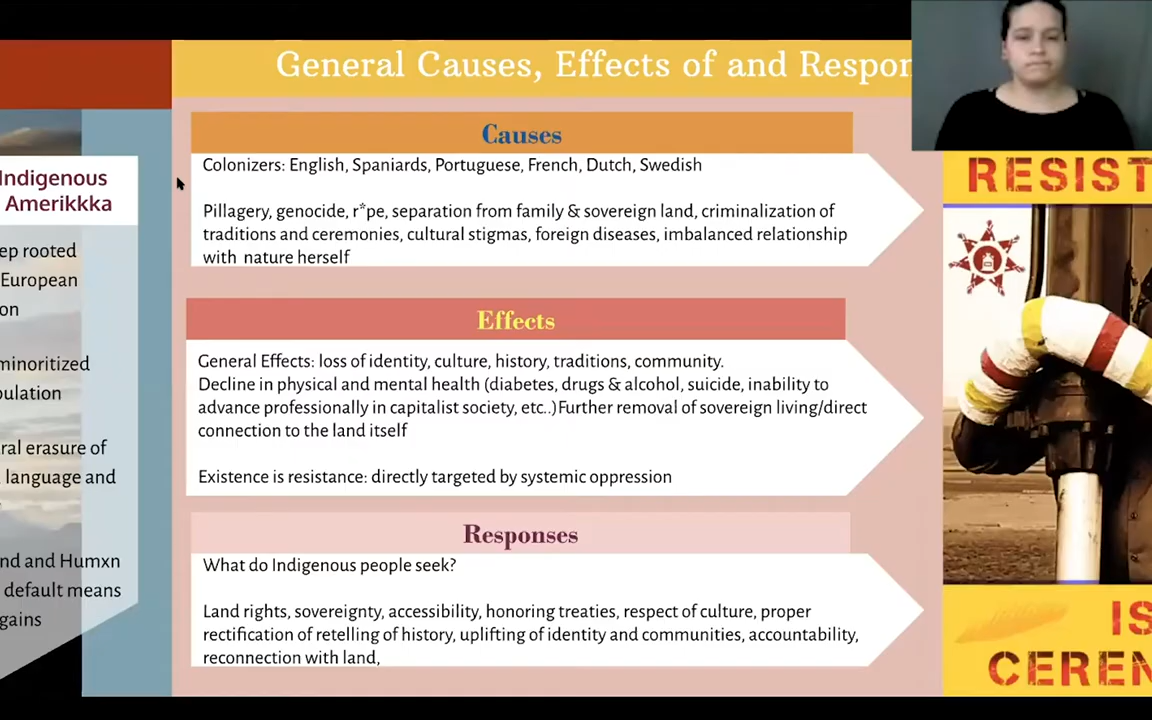 General Causes, Effects of and Respon
Indigenous
Amerikkka
ep rooted
European
on
minoritized
oulation
ral erasure of
language and
nd and Humxn
default means
gains
Causes
Colonizers: English, Spaniards, Portuguese, French, Dutch, Swedish
Pillagery, genocide, r*pe, separation from family & sovereign land, criminalization of
traditions and ceremonies, cultural stigmas, foreign diseases, imbalanced relationship
with nature herself
Effects
General Effects: loss of identity, culture, history, traditions, community.
Decline in physical and mental health (diabetes, drugs & alcohol, suicide, inability to
advance professionally in capitalist society, etc..)Further removal of sovereign living/direct
connection to the land itself
Existence is resistance: directly targeted by systemic oppression
Responses
What do Indigenous people seek?
Land rights, sovereignty, accessibility, honoring treaties, respect of culture, proper
rectification of retelling of history, uplifting of identity and communities, accountability,
reconnection with land,
RESIST
IS
CEREN